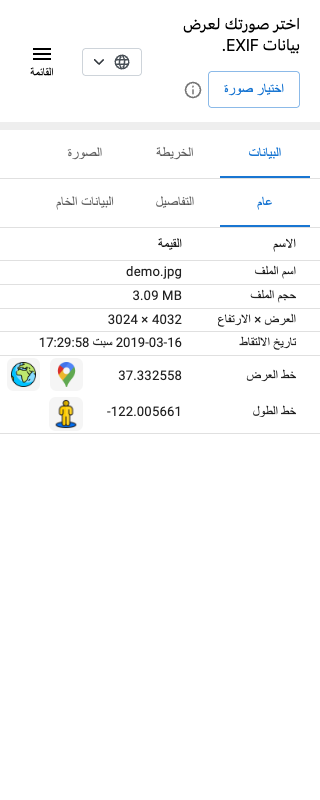 اختر صورتك لعرض
بيانات EXIF.
القائمة
اختيار صورة
البيانات
الخريطة
الصورة
عام
التفاصيل
البيانات الخام
الاسم
القيمة
اسم الملف
demo.jpg
حجم الملف
3.09 MB
العرض × الارتفاع
3024 × 4032
تاريخ الالتقاط
2019-03-16 سبت 17:29:58
خط العرض
37.332558
خط الطول
-122.005661